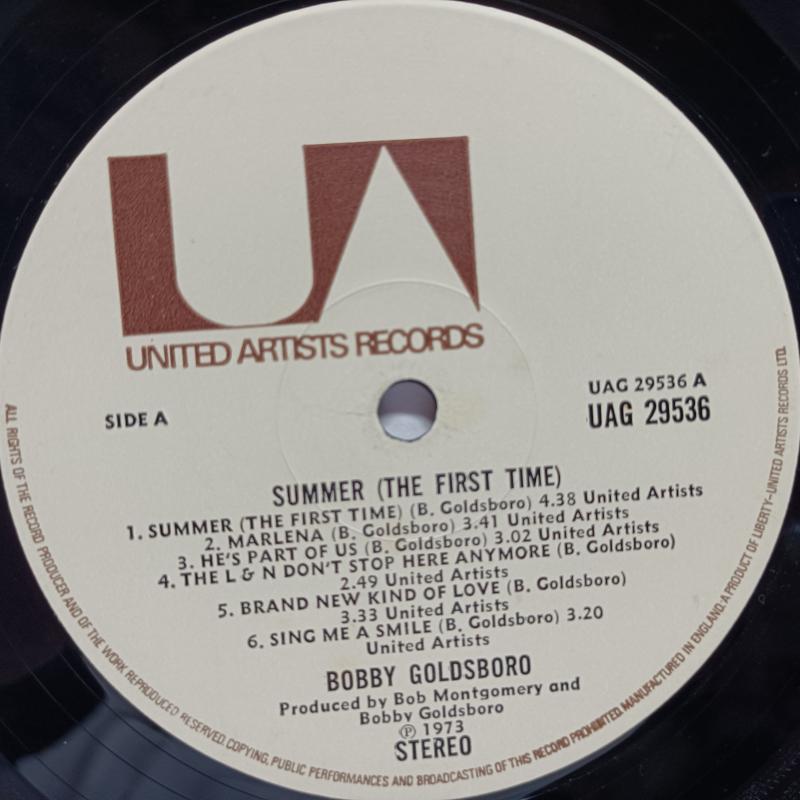 UA
UNITED ARTISTS RECORDS
SIDE A
UAG 29536 A
UAG 29536
SUMMER (THE FIRST TIME)
1. SUMMER (THE FIRST TIME) (B. Goldsboro) 4.38 United Artists
2. MARLENA (B. Goldsboro) 3.41 United Artists
3. HE'S PART OF US (B. Goldsboro) 3.02 United Artists
4. THE L & N DON'T STOP HERE ANYMORE (B. Goldsboro)
2.49 United Artists
5. BRAND NEW KIND OF LOVE (B. Goldsboro)
3.33 United Artists
6. SING ME A SMILE (B. Goldsboro) 3.20
United Artists
BOBBY GOLDSBORO
Produced by Bob Montgomery and
Bobby Goldsboro
℗ 1973
STEREO
ALL RIGHTS OF THE RECORD PRODUCER AND OF THE WORK REPRODUCED RESERVED. COPYING, PUBLIC PERFORMANCES AND BROADCASTING OF THIS RECORD PROHIBITED. MANUFACTURED IN ENGLAND. A PRODUCT OF LIBERTY-UNITED ARTISTS RECORDS LTD.